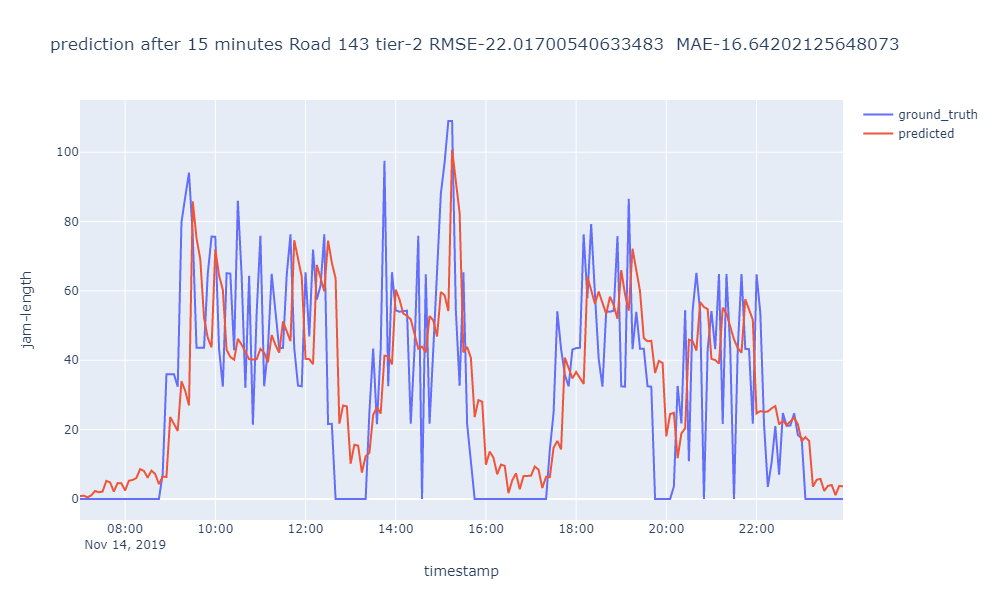 prediction after 15 minutes Road 143 tier-2 RMSE-22.01700540633483  MAE-16.64202125648073
ground_truth
predicted
jam-length
100
80
60
40
20
0
08:00 10:00 12:00 14:00 16:00 18:00 20:00 22:00
Nov 14, 2019
timestamp